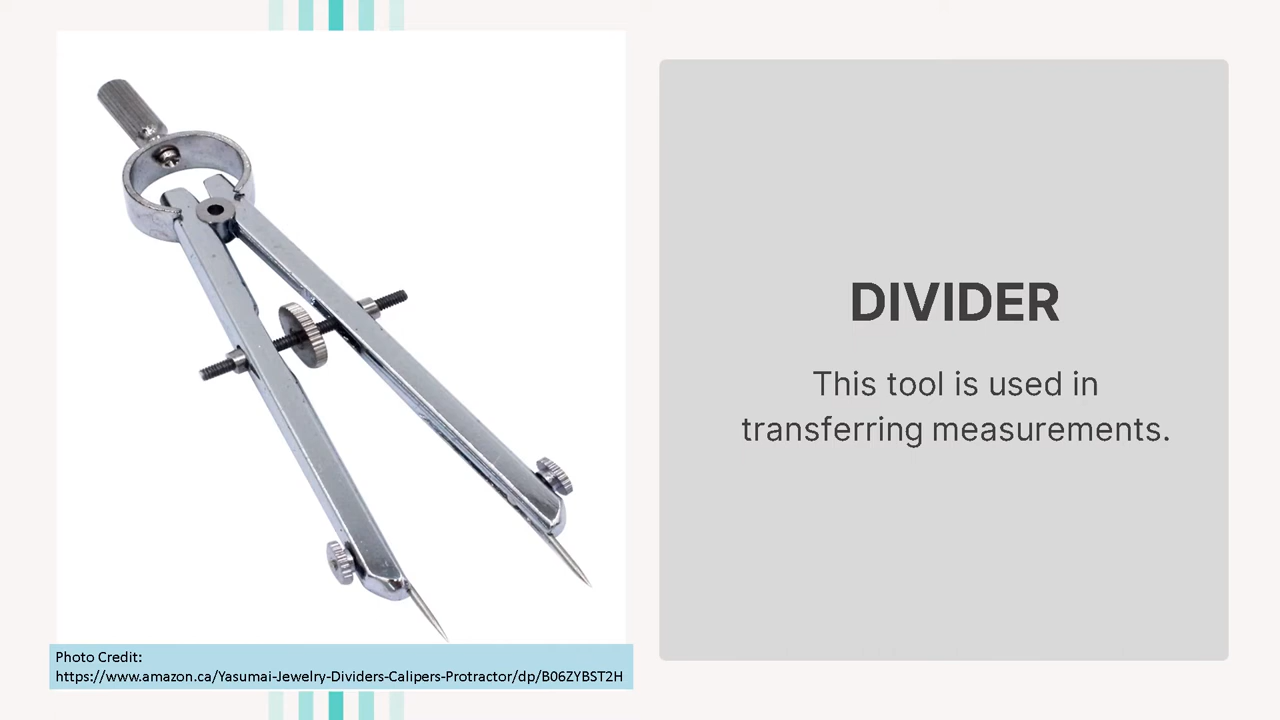 DIVIDER
This tool is used in
transferring measurements.
Photo Credit:
https://www.amazon.ca/Yasumai-Jewelry-Dividers-Calipers-Protractor/dp/B06ZYBST2H